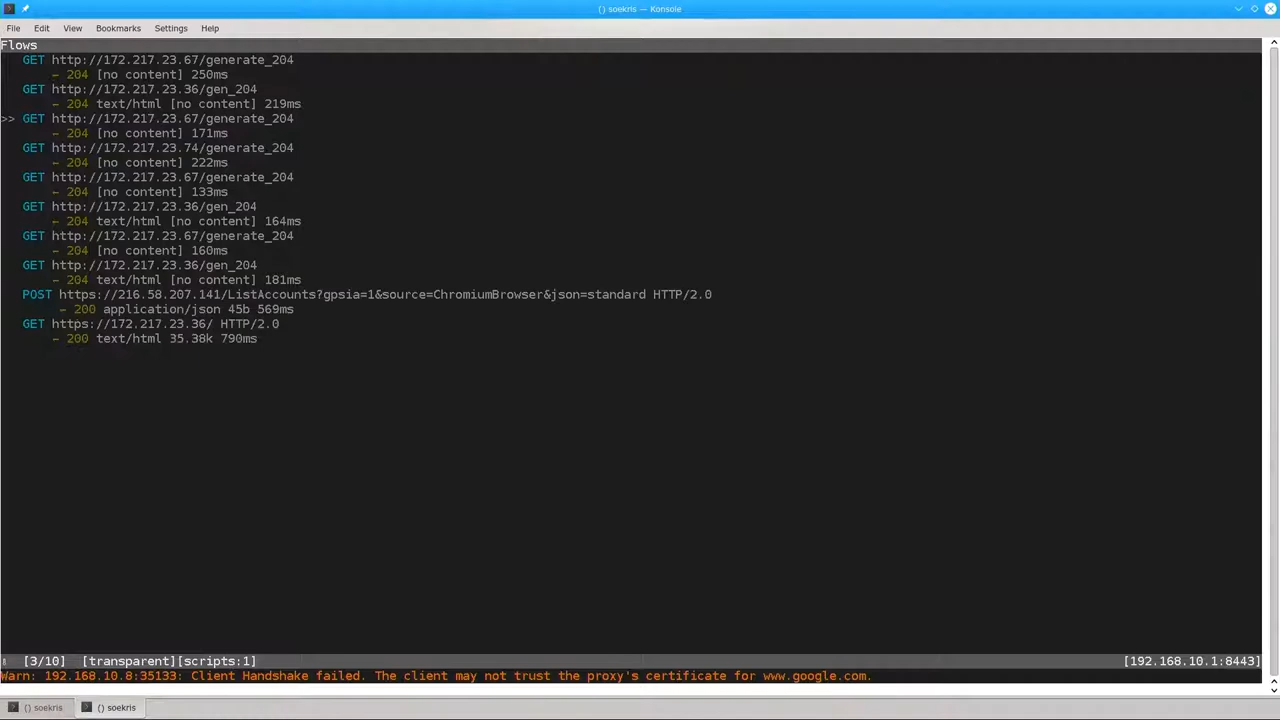 () soekris — Konsole
File Edit View Bookmarks Settings Help
Flows
GET http://172.217.23.67/generate_204
← 204 [no content] 250ms
GET http://172.217.23.36/gen_204
← 204 text/html [no content] 219ms
>> GET http://172.217.23.67/generate_204
← 204 [no content] 171ms
GET http://172.217.23.74/generate_204
← 204 [no content] 222ms
GET http://172.217.23.67/generate_204
← 204 [no content] 133ms
GET http://172.217.23.36/gen_204
← 204 text/html [no content] 164ms
GET http://172.217.23.67/generate_204
← 204 [no content] 160ms
GET http://172.217.23.36/gen_204
← 204 text/html [no content] 181ms
POST https://216.58.207.141/ListAccounts?gpsia=1&source=ChromiumBrowser&json=standard HTTP/2.0
← 200 application/json 45b 569ms
GET https://172.217.23.36/ HTTP/2.0
← 200 text/html 35.38k 790ms
[3/10] [transparent][scripts:1] [192.168.10.1:8443]
Warn: 192.168.10.8:35133: Client Handshake failed. The client may not trust the proxy's certificate for www.google.com.
() soekris () soekris